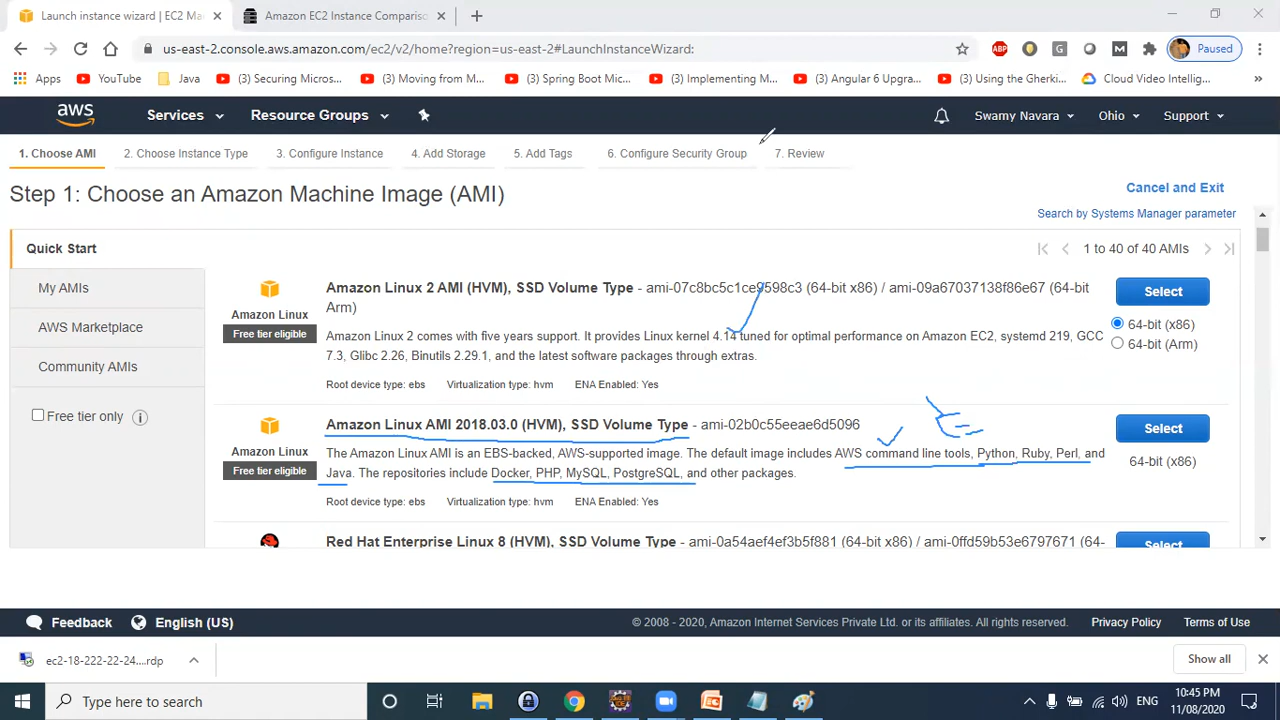 Launch instance wizard | EC2 Ma
Amazon EC2 Instance Comparisc
us-east-2.console.aws.amazon.com/ec2/v2/home?region=us-east-2#LaunchInstanceWizard:
ABP
G
M
Paused
Apps YouTube Java (3) Securing Micros... (3) Moving from M... (3) Spring Boot Mic... (3) Implementing M... (3) Angular 6 Upgra... (3) Using the Gherki... Cloud Video Intellig... »
aws Services Resource Groups Swamy Navara Ohio Support
1. Choose AMI 2. Choose Instance Type 3. Configure Instance 4. Add Storage 5. Add Tags 6. Configure Security Group 7. Review
Step 1: Choose an Amazon Machine Image (AMI)
Cancel and Exit
Search by Systems Manager parameter
Quick Start
1 to 40 of 40 AMIs
My AMIs
AWS Marketplace
Community AMIs
Free tier only
Amazon Linux
Free tier eligible
Amazon Linux 2 AMI (HVM), SSD Volume Type - ami-07c8bc5c1ce9598c3 (64-bit x86) / ami-09a67037138f86e67 (64-bit
Arm)
Amazon Linux 2 comes with five years support. It provides Linux kernel 4.14 tuned for optimal performance on Amazon EC2, systemd 219, GCC
7.3, Glibc 2.26, Binutils 2.29.1, and the latest software packages through extras.
Root device type: ebs Virtualization type: hvm ENA Enabled: Yes
Select
64-bit (x86)
64-bit (Arm)
Amazon Linux
Free tier eligible
Amazon Linux AMI 2018.03.0 (HVM), SSD Volume Type - ami-02b0c55eeae6d5096
The Amazon Linux AMI is an EBS-backed, AWS-supported image. The default image includes AWS command line tools, Python, Ruby, Perl, and
Java. The repositories include Docker, PHP, MySQL, PostgreSQL, and other packages.
Root device type: ebs Virtualization type: hvm ENA Enabled: Yes
Select
64-bit (x86)
Red Hat Enterprise Linux 8 (HVM), SSD Volume Type - ami-0a54aef4ef3b5f881 (64-bit x86) / ami-0ffd59b53e6797671 (64-
Select
Feedback English (US)
© 2008 - 2020, Amazon Internet Services Private Ltd. or its affiliates. All rights reserved. Privacy Policy Terms of Use
ec2-18-222-22-24....rdp
Show all
Type here to search
ENG
10:45 PM
11/08/2020